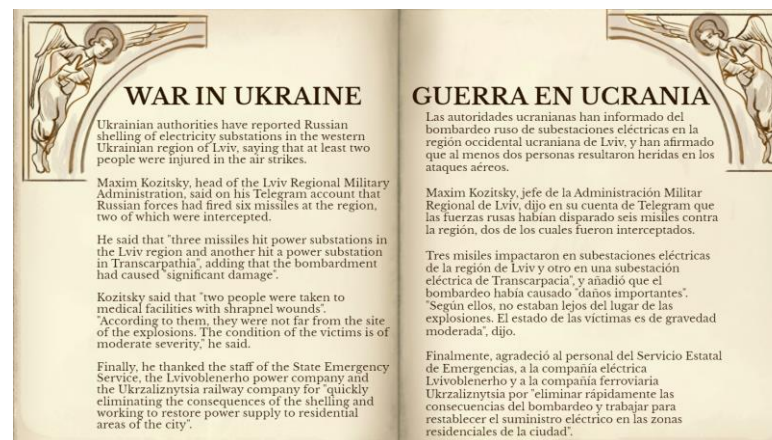 WAR IN UKRAINE
Ukrainian authorities have reported Russian
shelling of electricity substations in the western
Ukrainian region of Lviv, saying that at least two
people were injured in the air strikes.
Maxim Kozitsky, head of the Lviv Regional Military
Administration, said on his Telegram account that
Russian forces had fired six missiles at the region,
two of which were intercepted.
He said that "three missiles hit power substations in
the Lviv region and another hit a power substation
in Transcarpathia", adding that the bombardment
had caused "significant damage".
Kozitsky said that "two people were taken to
medical facilities with shrapnel wounds".
"According to them, they were not far from the site
of the explosions. The condition of the victims is of
moderate severity," he said.
Finally, he thanked the staff of the State Emergency
Service, the Lvivoblenerho power company and
the Ukrzaliznytsia railway company for "quickly
eliminating the consequences of the shelling and
working to restore power supply to residential
areas of the city".
GUERRA EN UCRANIA
Las autoridades ucranianas han informado del
bombardeo ruso de subestaciones eléctricas en la
región occidental ucraniana de Lviv, y han afirmado
que al menos dos personas resultaron heridas en los
ataques aéreos.
Maxim Kozitsky, jefe de la Administración Militar
Regional de Lviv, dijo en su cuenta de Telegram que
las fuerzas rusas habían disparado seis misiles contra
la región, dos de los cuales fueron interceptados.
Tres misiles impactaron en subestaciones eléctricas
de la región de Lviv y otro en una subestación
eléctrica de Transcarpacia", y añadió que el
bombardeo había causado "daños importantes".
"Según ellos, no estaban lejos del lugar de las
explosiones. El estado de las víctimas es de gravedad
moderada", dijo.
Finalmente, agradeció al personal del Servicio Estatal
de Emergencias, a la compañía eléctrica
Lvivoblenerho y a la compañía ferroviaria
Ukrzaliznytsia por "eliminar rápidamente las
consecuencias del bombardeo y trabajar para
restablecer el suministro eléctrico en las zonas
residenciales de la ciudad".